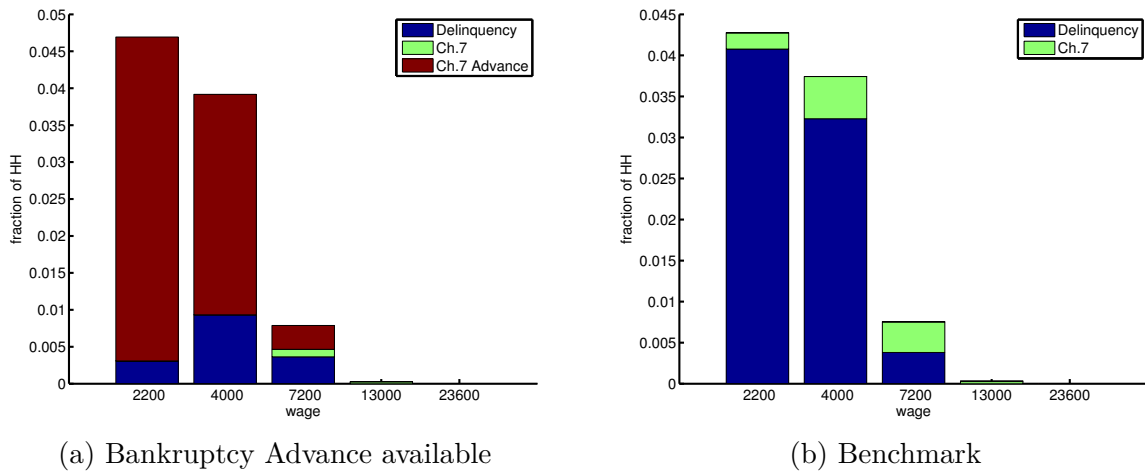 0.05
0.045
0.04
0.035
0.03
0.025
0.02
0.015
0.01
0.005
0
fraction of HH
2200 4000 7200 13000 23600
wage
Delinquency
Ch.7
Ch.7 Advance
(a) Bankruptcy Advance available
0.045
0.04
0.035
0.03
0.025
0.02
0.015
0.01
0.005
0
fraction of HH
2200 4000 7200 13000 23600
wage
Delinquency
Ch.7
(b) Benchmark